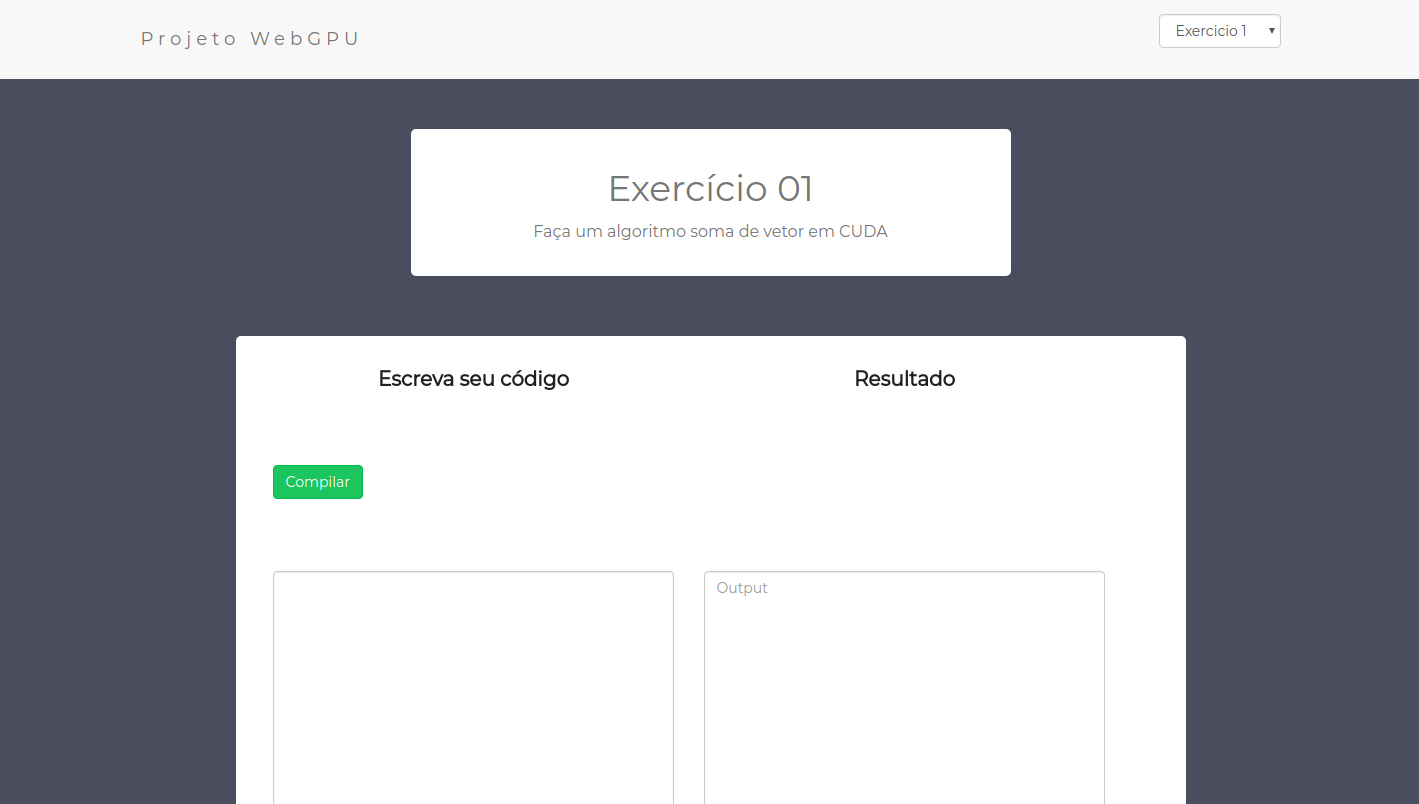 Projeto WebGPU
Exercicio 1
Exercício 01
Faça um algoritmo soma de vetor em CUDA
Escreva seu código
Resultado
Compilar
Output